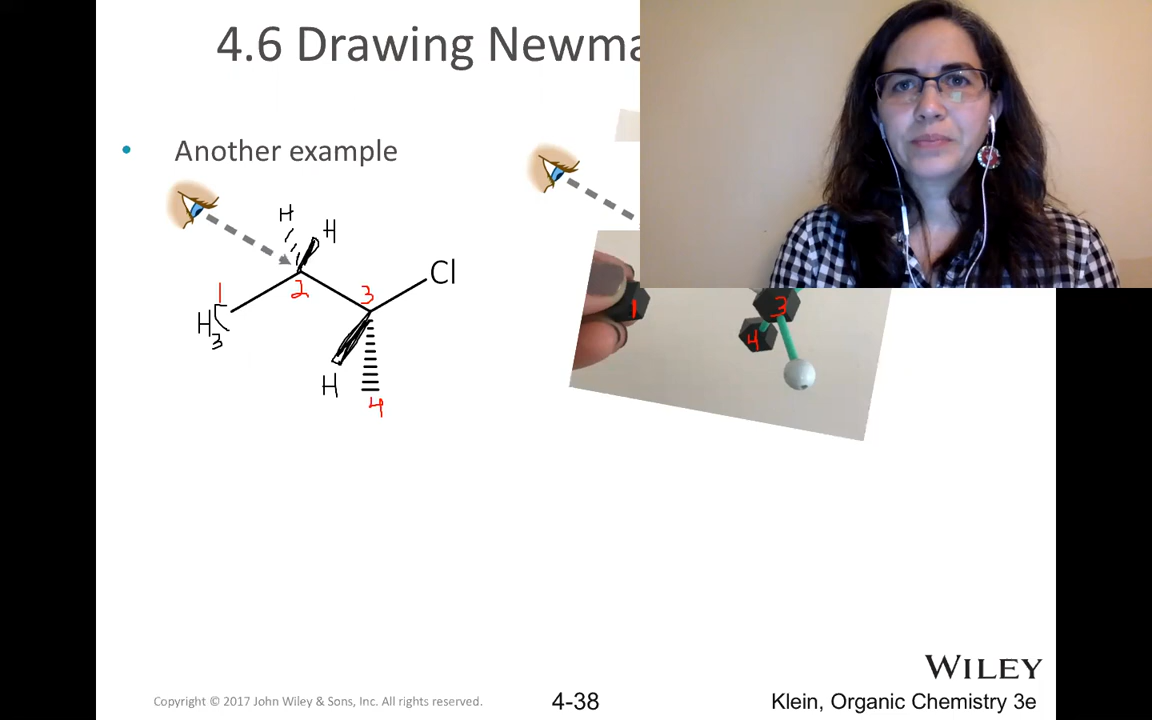 4.6 Drawing Newma
• Another example
H H
1 2 3 Cl
H3C
H
4
1 3
4
WILEY
Copyright © 2017 John Wiley & Sons, Inc. All rights reserved. 4-38 Klein, Organic Chemistry 3e